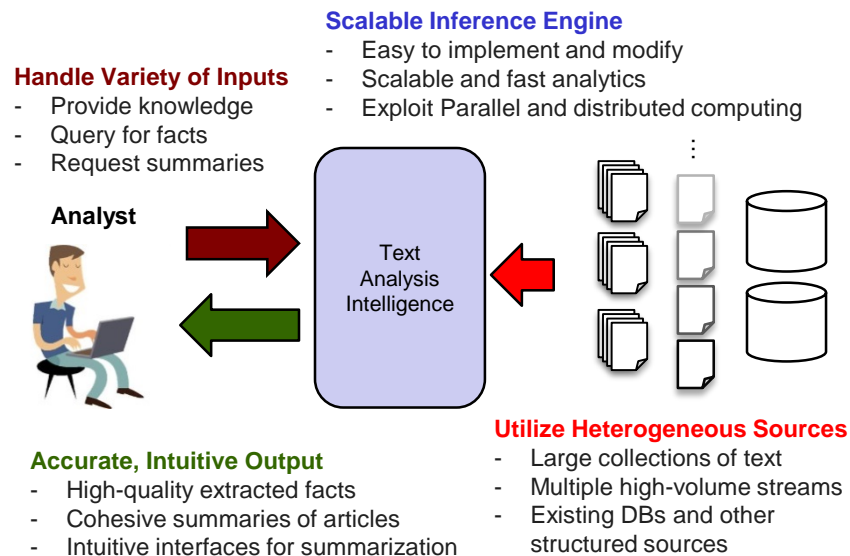 Scalable Inference Engine
- Easy to implement and modify
- Scalable and fast analytics
- Exploit Parallel and distributed computing
Handle Variety of Inputs
- Provide knowledge
- Query for facts
- Request summaries
Analyst
Text
Analysis
Intelligence
...
Utilize Heterogeneous Sources
- Large collections of text
- Multiple high-volume streams
- Existing DBs and other
structured sources
Accurate, Intuitive Output
- High-quality extracted facts
- Cohesive summaries of articles
- Intuitive interfaces for summarization